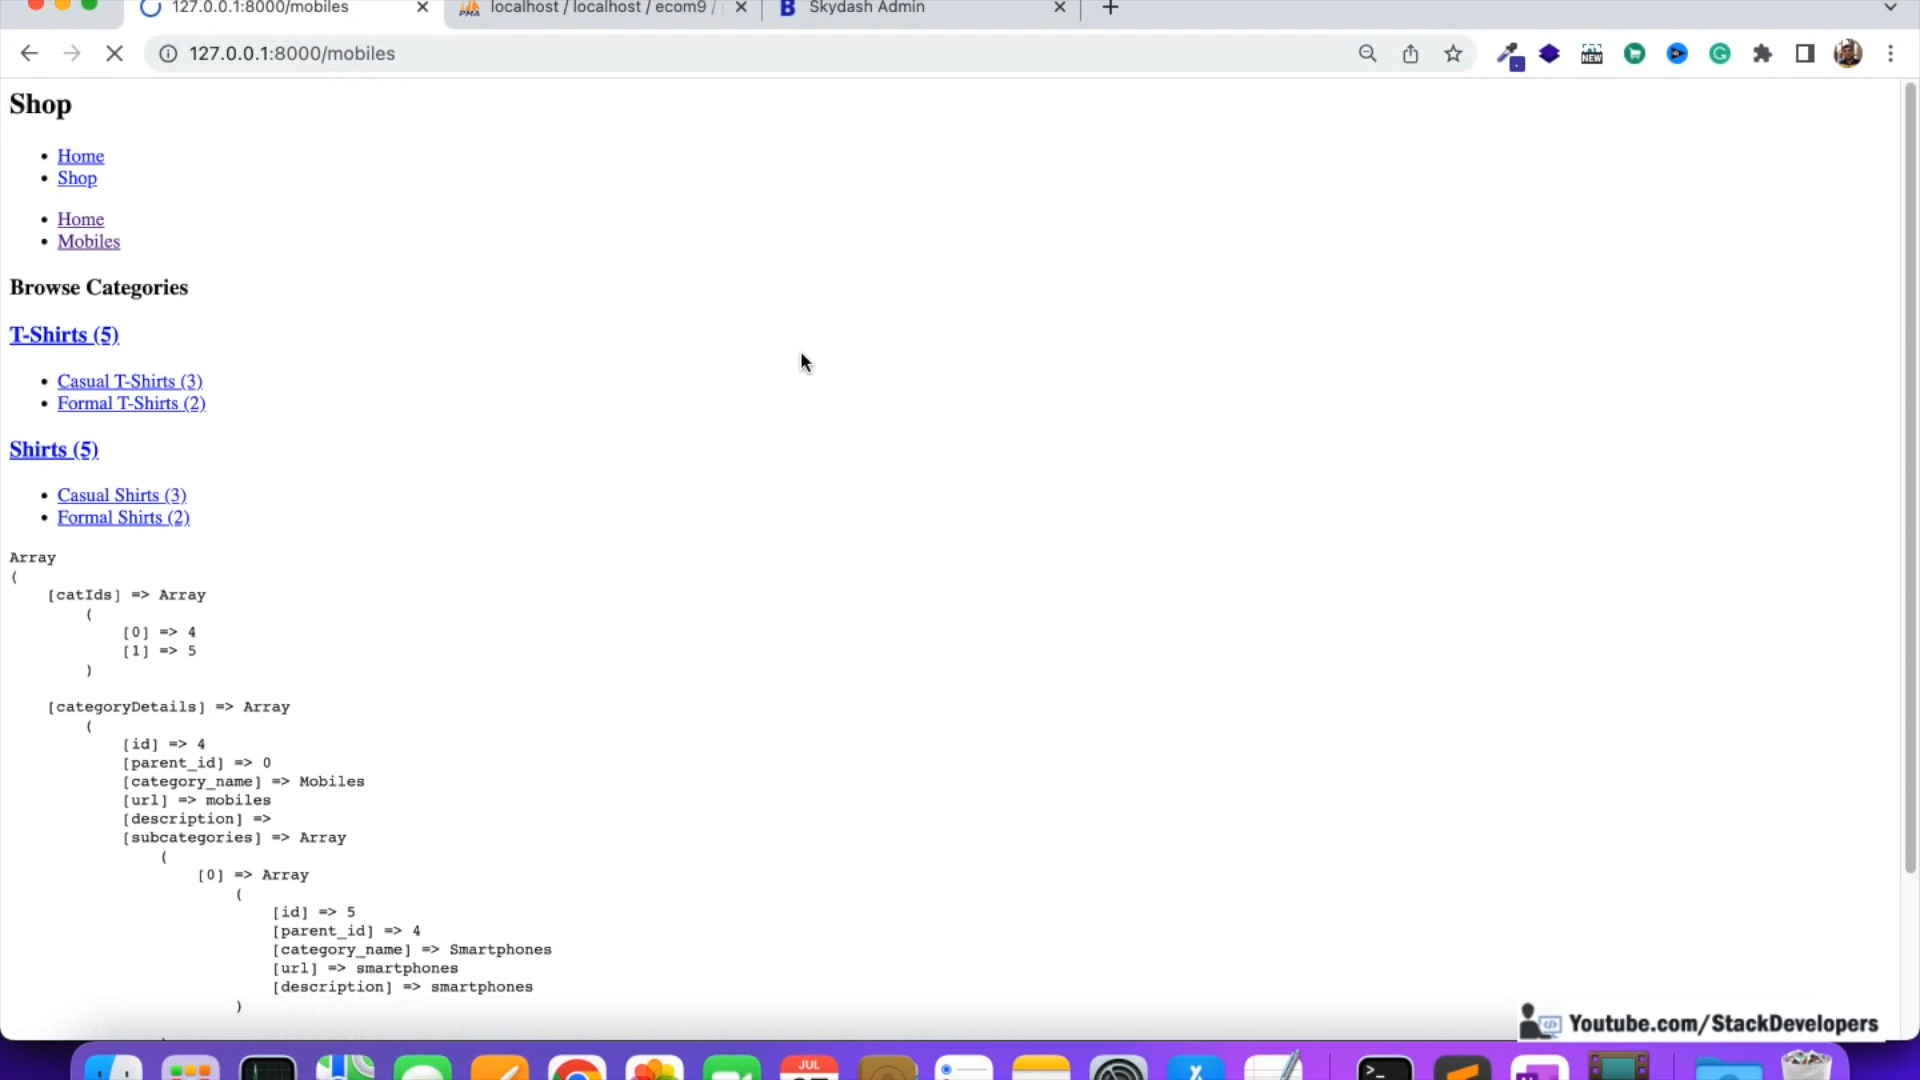 127.0.0.1:8000/mobiles
localhost / localhost / ecom9 /
Skydash Admin
127.0.0.1:8000/mobiles
NEW
Shop
• Home
• Shop
• Home
• Mobiles
Browse Categories
T-Shirts (5)
• Casual T-Shirts (3)
• Formal T-Shirts (2)
Shirts (5)
• Casual Shirts (3)
• Formal Shirts (2)
Array
(
[catIds] => Array
(
[0] => 4
[1] => 5
)
[categoryDetails] => Array
(
[id] => 4
[parent_id] => 0
[category_name] => Mobiles
[url] => mobiles
[description] =>
[subcategories] => Array
(
[0] => Array
(
[id] => 5
[parent_id] => 4
[category_name] => Smartphones
[url] => smartphones
[description] => smartphones
)
Youtube.com/StackDevelopers
JUL